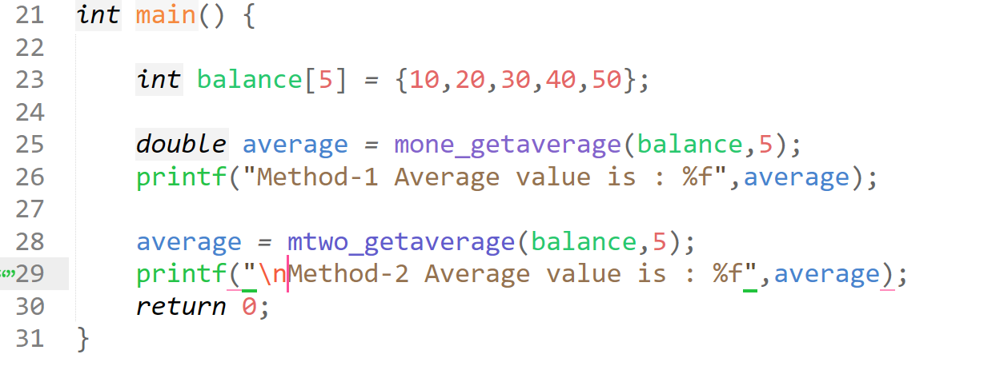 21 int main() {
22
23 int balance[5] = {10,20,30,40,50};
24
25 double average = mone_getaverage(balance,5);
26 printf("Method-1 Average value is : %f",average);
27
28 average = mtwo_getaverage(balance,5);
29 printf("\nMethod-2 Average value is : %f",average);
30 return 0;
31 }